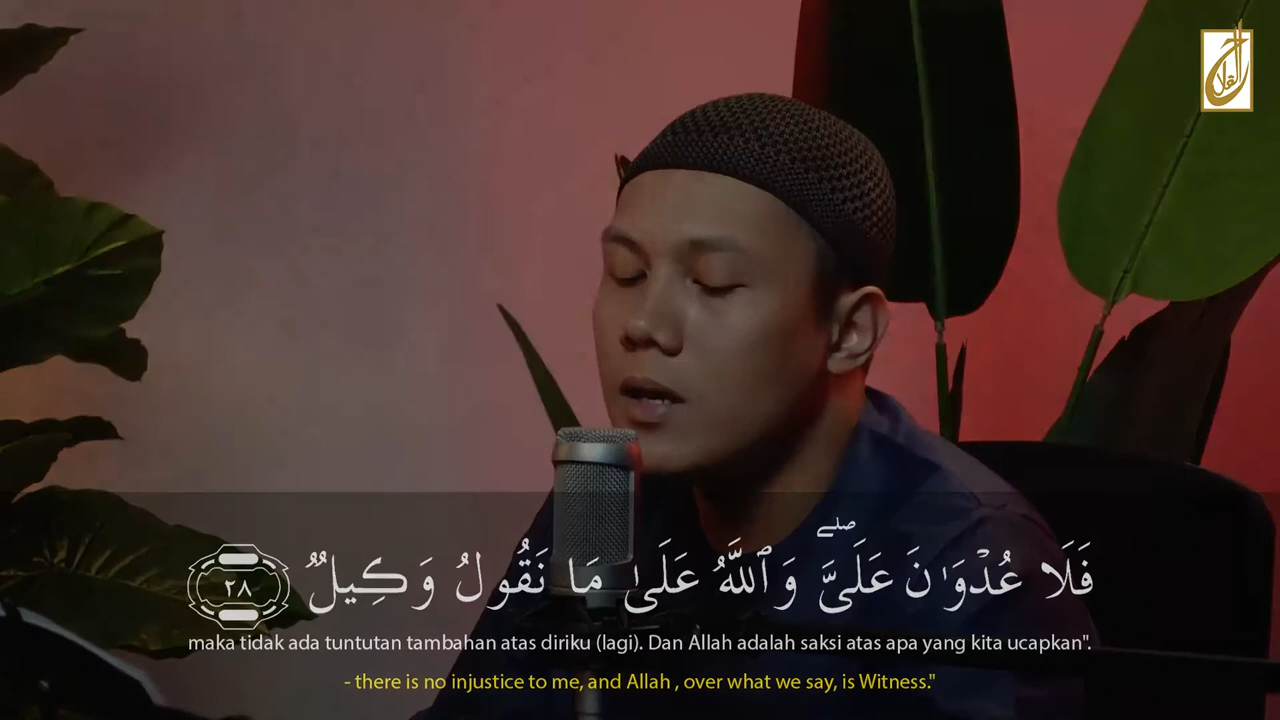 فَلَا عُدْوَٰنَ عَلَىَّ ۖ وَٱللَّهُ عَلَىٰ مَا نَقُولُ وَكِيلٌ ٢٨
maka tidak ada tuntutan tambahan atas diriku (lagi). Dan Allah adalah saksi atas apa yang kita ucapkan".
- there is no injustice to me, and Allah , over what we say, is Witness."